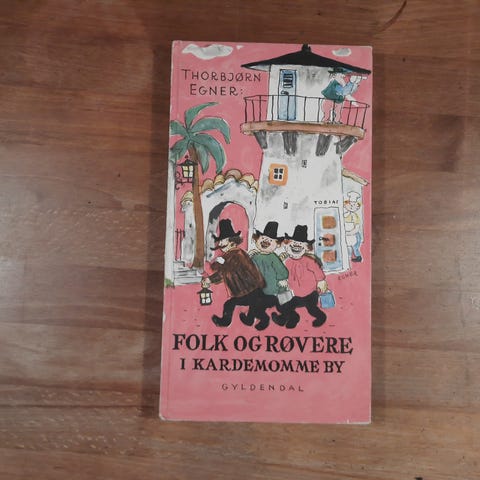 THORBJØRN
EGNER:
TOBIAS
EGNER
FOLK OG RØVERE
I KARDEMOMME BY
GYLDENDAL